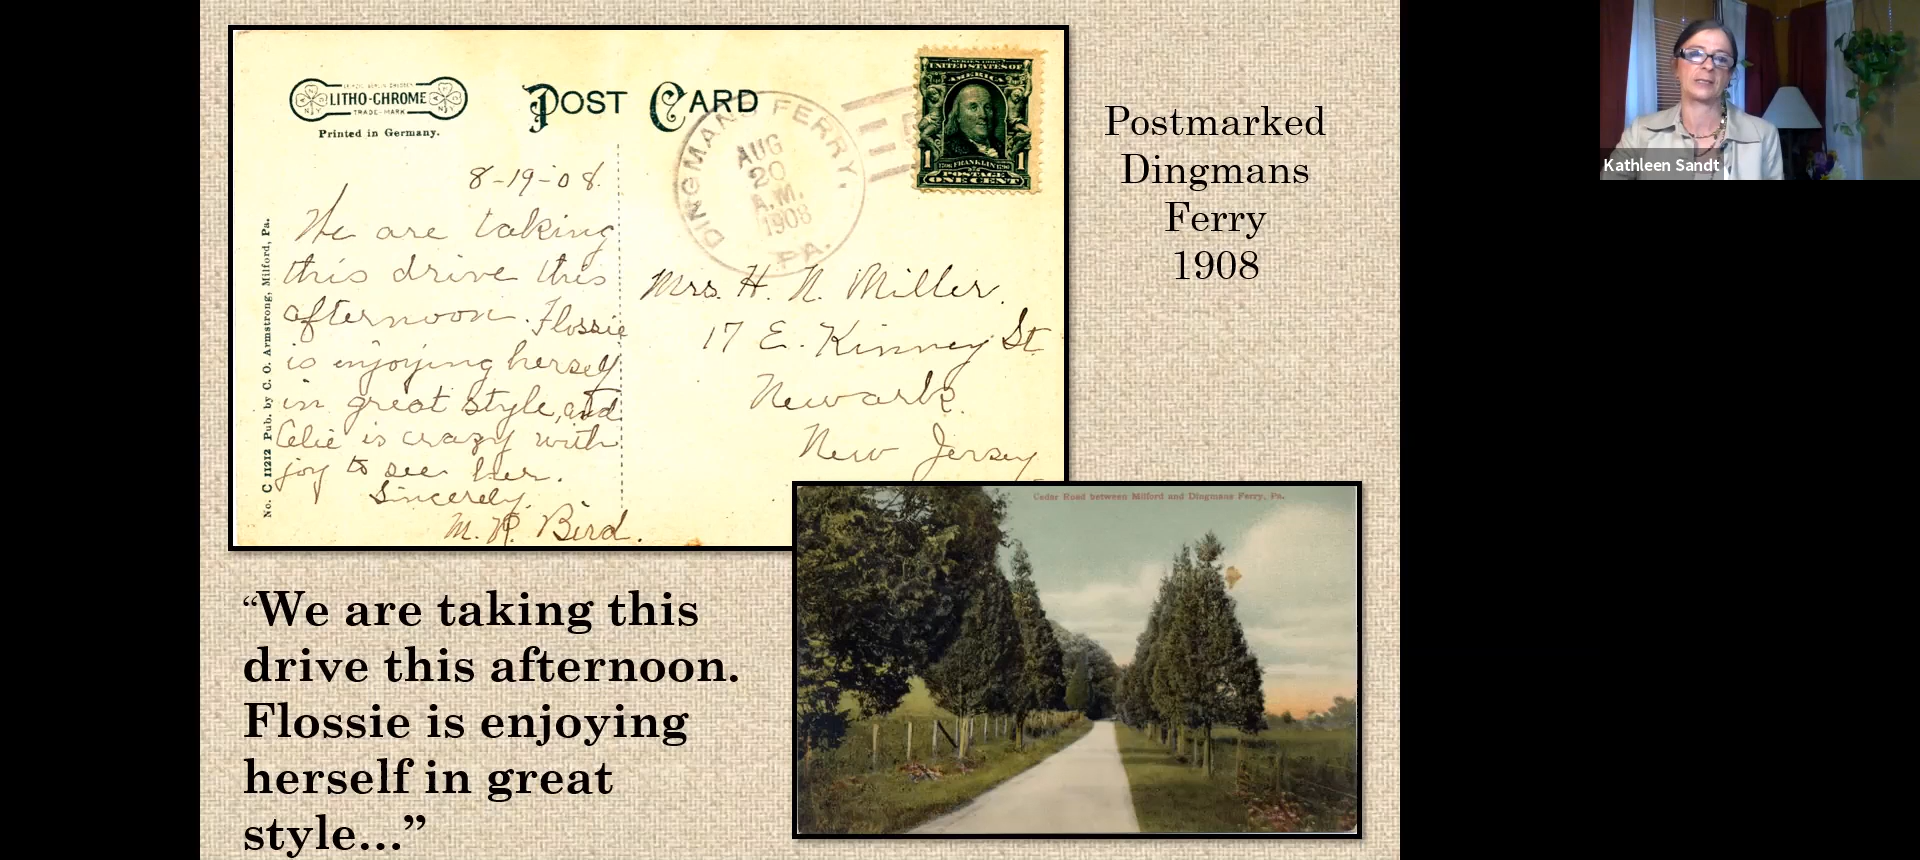 LITHO-CHROME
TRADE-MARK
Printed in Germany.
POST CARD
DINGMANS FERRY,
AUG
20
A.M.
1908
PA.
UNITED STATES OF
AMERICA
1 1
FRANKLIN
POSTAGE
ONE CENT
No. C 11212 Pub. by C. O. Armstrong, Milford, Pa.
8-19-08.
We are taking
this drive this
afternoon. Flossie
is enjoying herself
in great style, and
Celie is crazy with
joy to see her.
Sincerely,
Bird.
Mrs. H. N. Miller.
17 E. Kinney St.
Newark.
New Jersey
Postmarked
Dingmans
Ferry
1908
Kathleen Sandt
Cedar Road between Milford and Dingmans Ferry, Pa.
“We are taking this
drive this afternoon.
Flossie is enjoying
herself in great
style...”